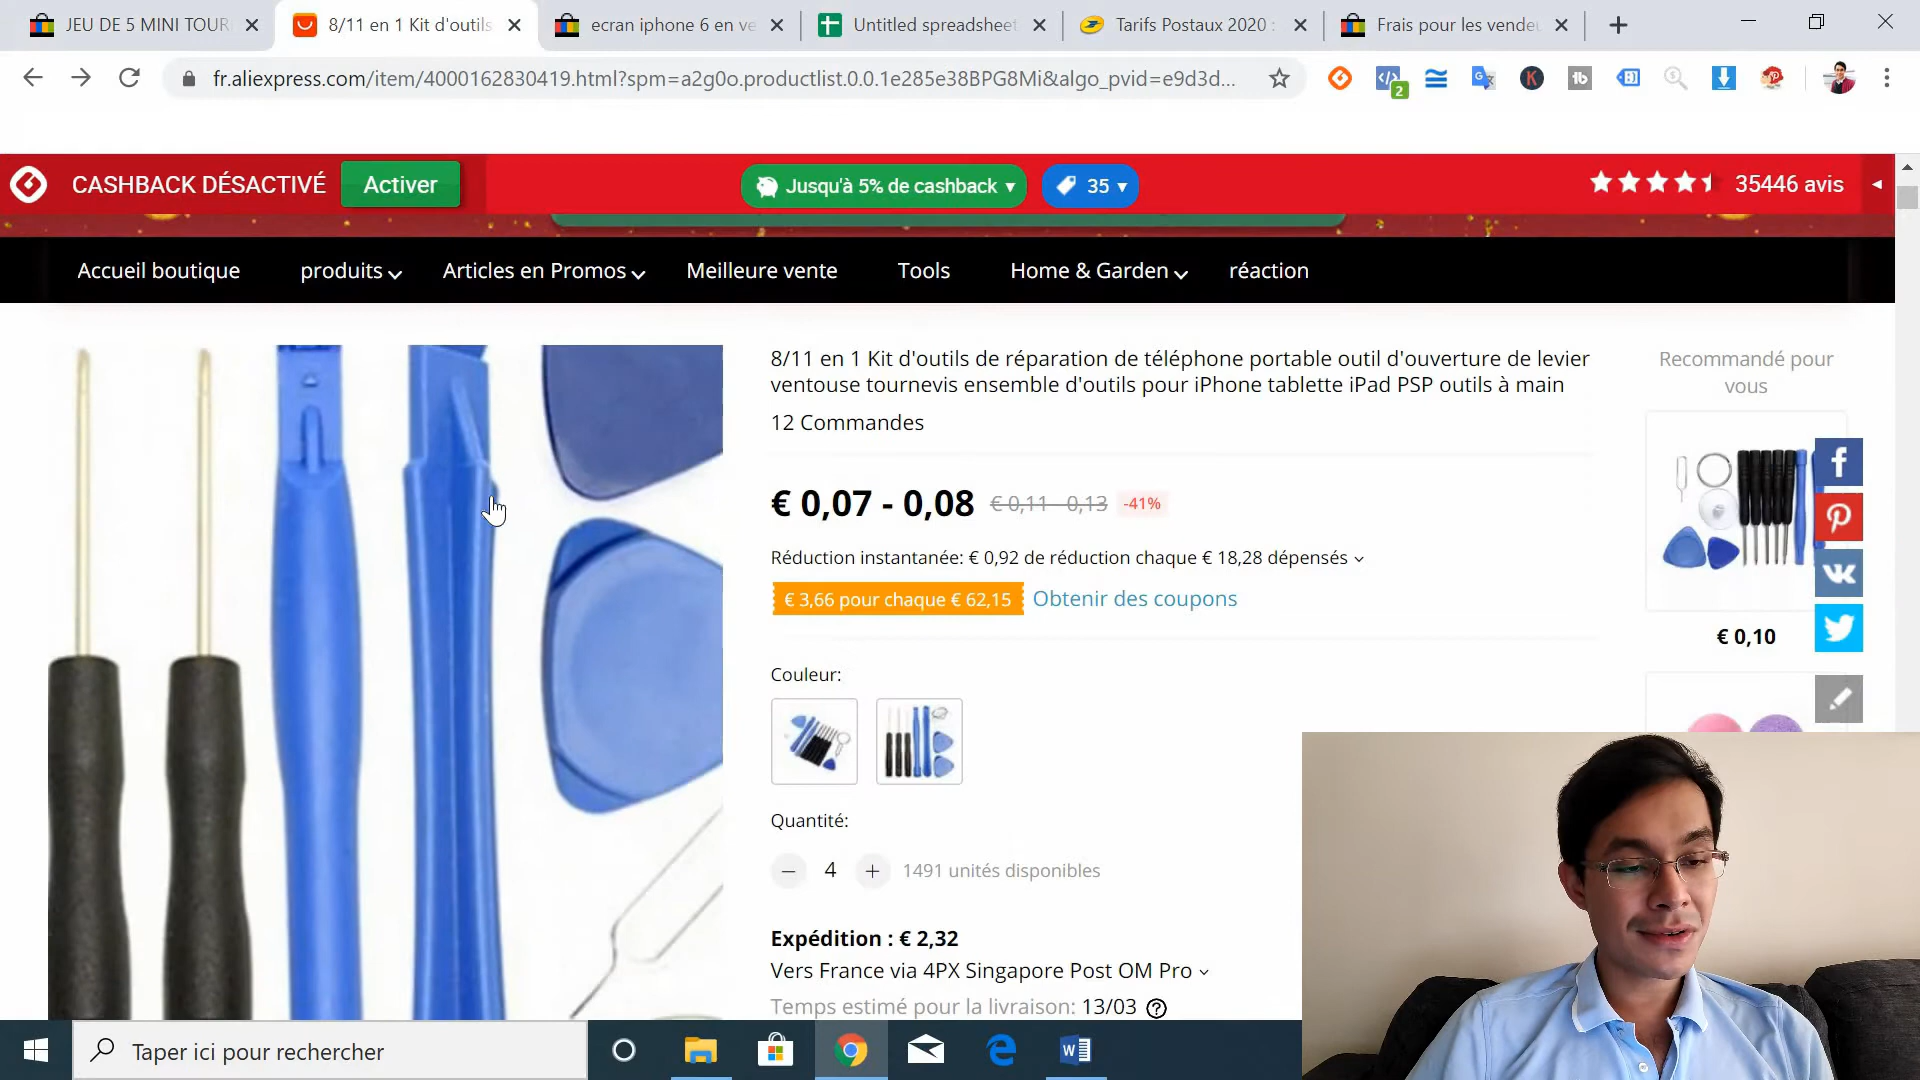 JEU DE 5 MINI TOUR
8/11 en 1 Kit d'outils
ecran iphone 6 en ve
Untitled spreadsheet
Tarifs Postaux 2020 :
Frais pour les vende
fr.aliexpress.com/item/4000162830419.html?spm=a2g0o.productlist.0.0.1e285e38BPG8Mi&algo_pvid=e9d3d...
2
CASHBACK DÉSACTIVÉ
Activer
Jusqu'à 5% de cashback
35
35446 avis
Accueil boutique
produits
Articles en Promos
Meilleure vente
Tools
Home & Garden
réaction
8/11 en 1 Kit d'outils de réparation de téléphone portable outil d'ouverture de levier
ventouse tournevis ensemble d'outils pour iPhone tablette iPad PSP outils à main
12 Commandes
€ 0,07 - 0,08 € 0,11 - 0,13 -41%
Réduction instantanée: € 0,92 de réduction chaque € 18,28 dépensés
€ 3,66 pour chaque € 62,15 Obtenir des coupons
Couleur:
Quantité:
4
1491 unités disponibles
Expédition : € 2,32
Vers France via 4PX Singapore Post OM Pro
Temps estimé pour la livraison: 13/03
Recommandé pour
vous
€ 0,10
Taper ici pour rechercher